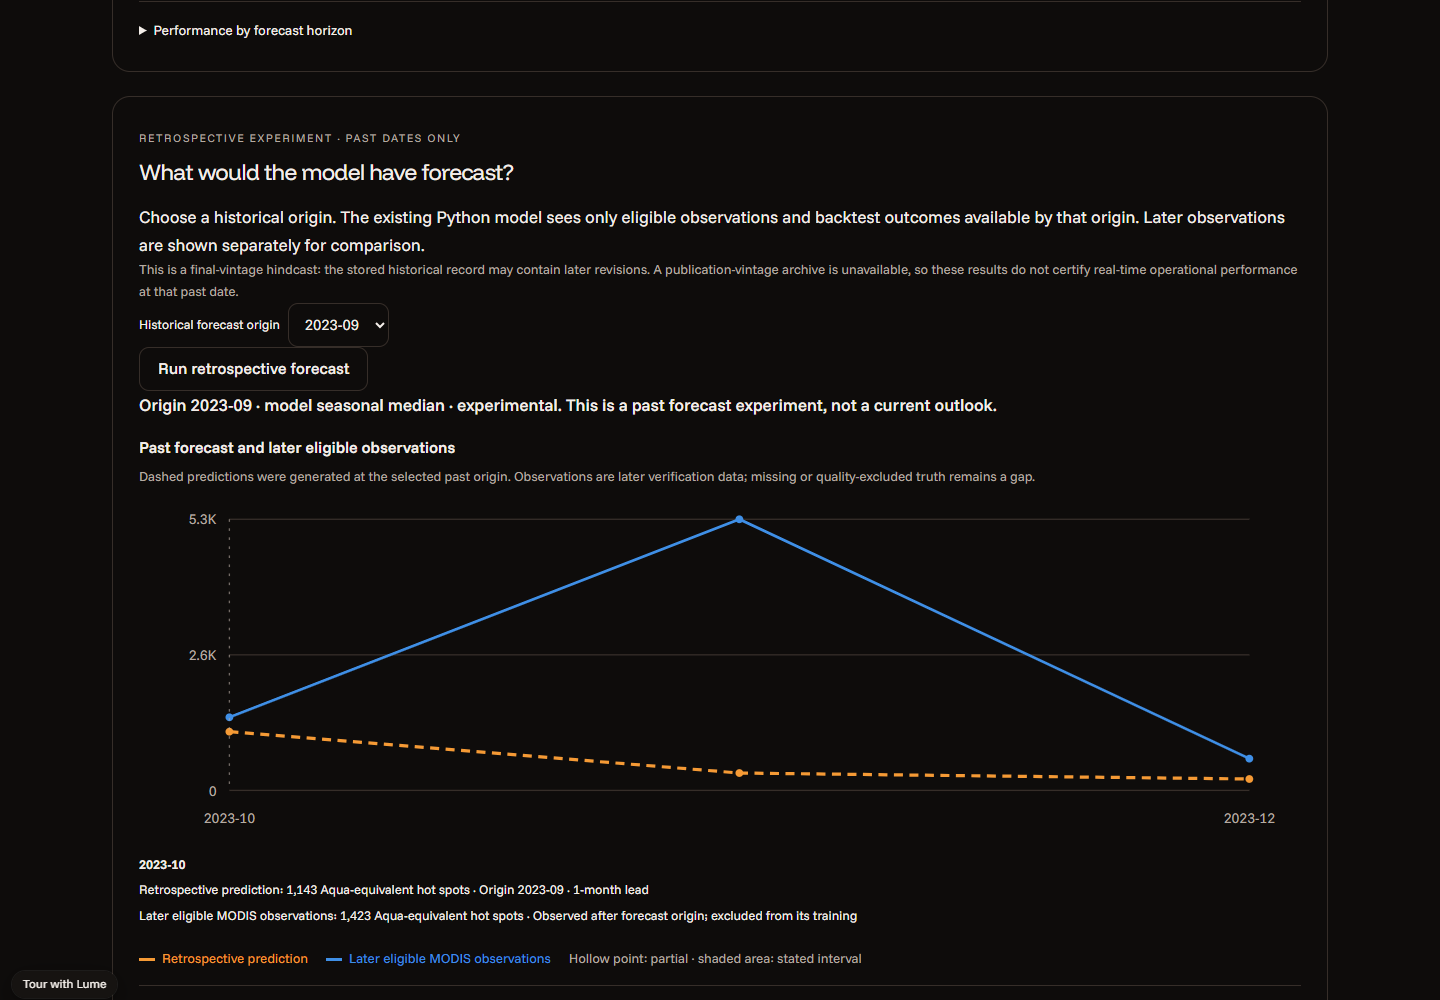 Performance by forecast horizon
RETROSPECTIVE EXPERIMENT · PAST DATES ONLY
What would the model have forecast?
Choose a historical origin. The existing Python model sees only eligible observations and backtest outcomes available by that origin. Later observations
are shown separately for comparison.
This is a final-vintage hindcast: the stored historical record may contain later revisions. A publication-vintage archive is unavailable, so these results do not certify real-time operational performance
at that past date.
Historical forecast origin 2023-09
Run retrospective forecast
Origin 2023-09 · model seasonal median · experimental. This is a past forecast experiment, not a current outlook.
Past forecast and later eligible observations
Dashed predictions were generated at the selected past origin. Observations are later verification data; missing or quality-excluded truth remains a gap.
5.3K
2.6K
0
2023-10 2023-12
2023-10
Retrospective prediction: 1,143 Aqua-equivalent hot spots · Origin 2023-09 · 1-month lead
Later eligible MODIS observations: 1,423 Aqua-equivalent hot spots · Observed after forecast origin; excluded from its training
Retrospective prediction Later eligible MODIS observations Hollow point: partial · shaded area: stated interval
Tour with Lume